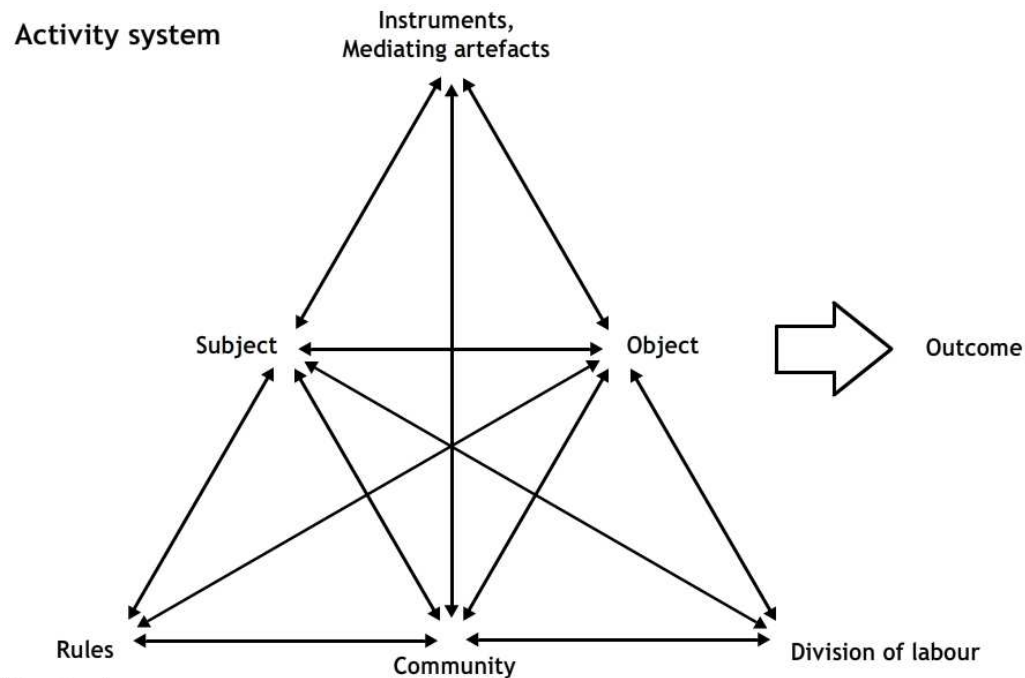 Activity system
Instruments,
Mediating artefacts
Subject
Object
Outcome
Rules
Community
Division of labour